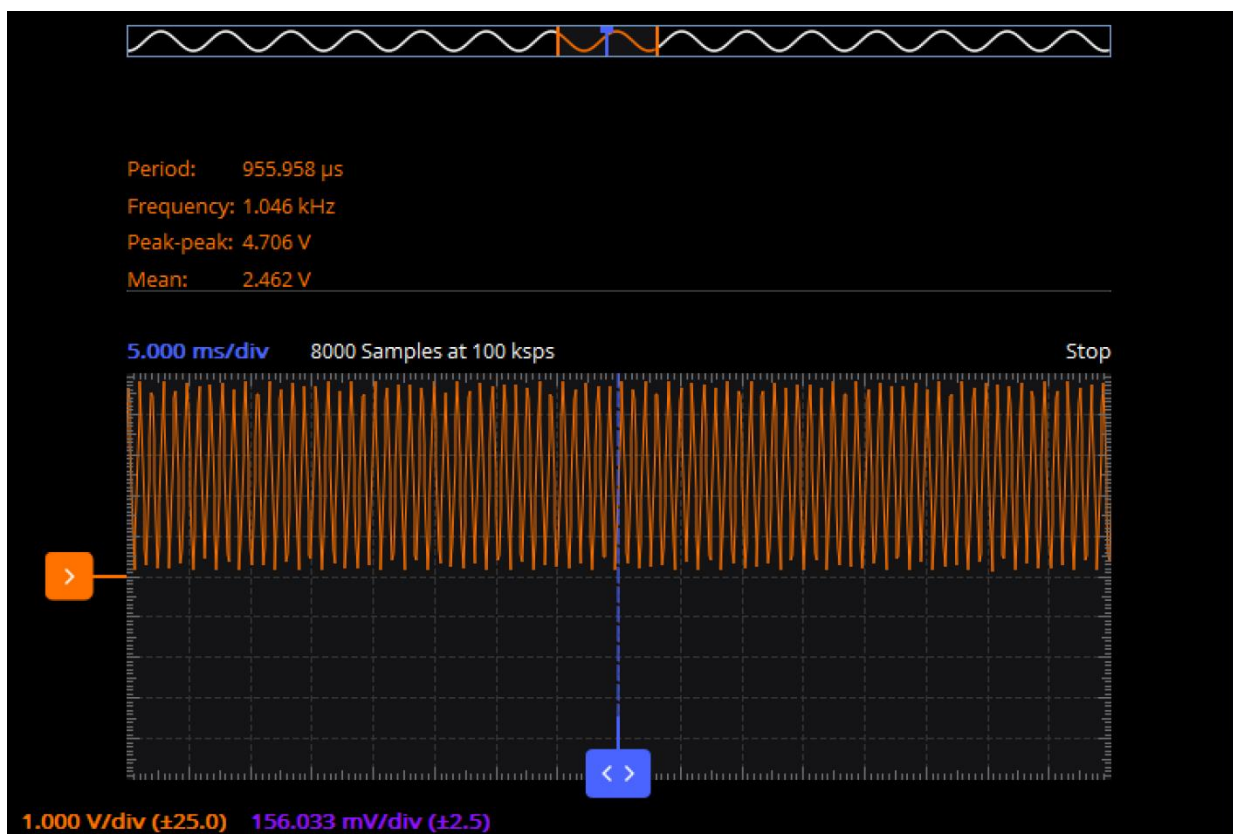 Period: 955.958 µs
Frequency: 1.046 kHz
Peak-peak: 4.706 V
Mean: 2.462 V
5.000 ms/div 8000 Samples at 100 ksps Stop
1.000 V/div (±25.0) 156.033 mV/div (±2.5)